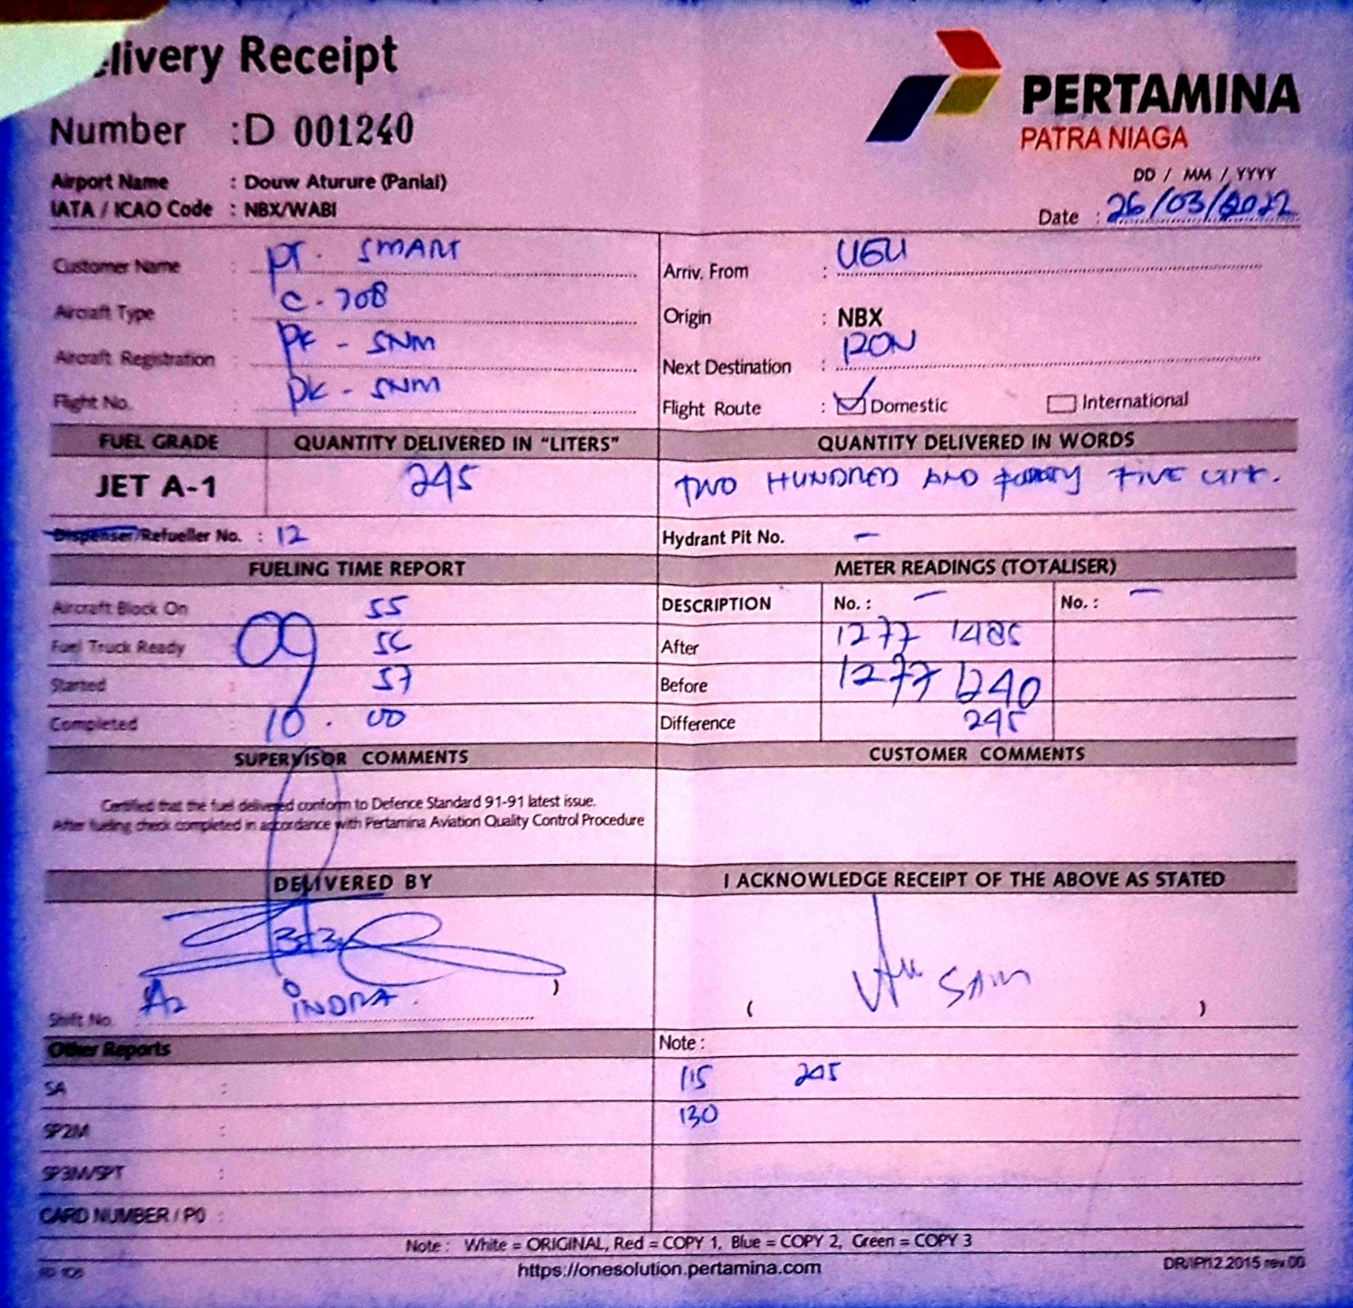 livery Receipt
Number : D 001240
PERTAMINA
PATRA NIAGA
Airport Name : Douw Aturure (Paniai)
IATA / ICAO Code : NBX/WABI
DD / MM / YYYY
Date : 26/03/2022
Customer Name : PT. SMART
Arriv. From : UGU
Aircraft Type : C-208
Origin : NBX
Aircraft Registration : PK - SNM
Next Destination : RON
Flight No. : PK - SNM
Flight Route : Domestic International
FUEL GRADE QUANTITY DELIVERED IN "LITERS" QUANTITY DELIVERED IN WORDS
JET A-1 245 TWO HUNDRED AND FIVE
Dispenser/Refueller No. : 12 Hydrant Pit No. -
FUELING TIME REPORT METER READINGS (TOTALISER)
Aircraft Block On : 55 DESCRIPTION No. : - No. : -
Fuel Truck Ready : 09 56 After 1277 1485
Started : 57 Before 1277 1240
Completed : 10 . 00 Difference 245
SUPERVISOR COMMENTS CUSTOMER COMMENTS
Certified that the fuel delivered conform to Defence Standard 91-91 latest issue.
After fueling check completed in accordance with Pertamina Aviation Quality Control Procedure
DELIVERED BY I ACKNOWLEDGE RECEIPT OF THE ABOVE AS STATED
INDRA )
( SAM )
Shift No.
Other Reports Note :
SA : 115 245
SP2M : 130
SP3M/SPT :
CARD NUMBER / PO :
Note : White = ORIGINAL, Red = COPY 1, Blue = COPY 2, Green = COPY 3
https://onesolution.pertamina.com